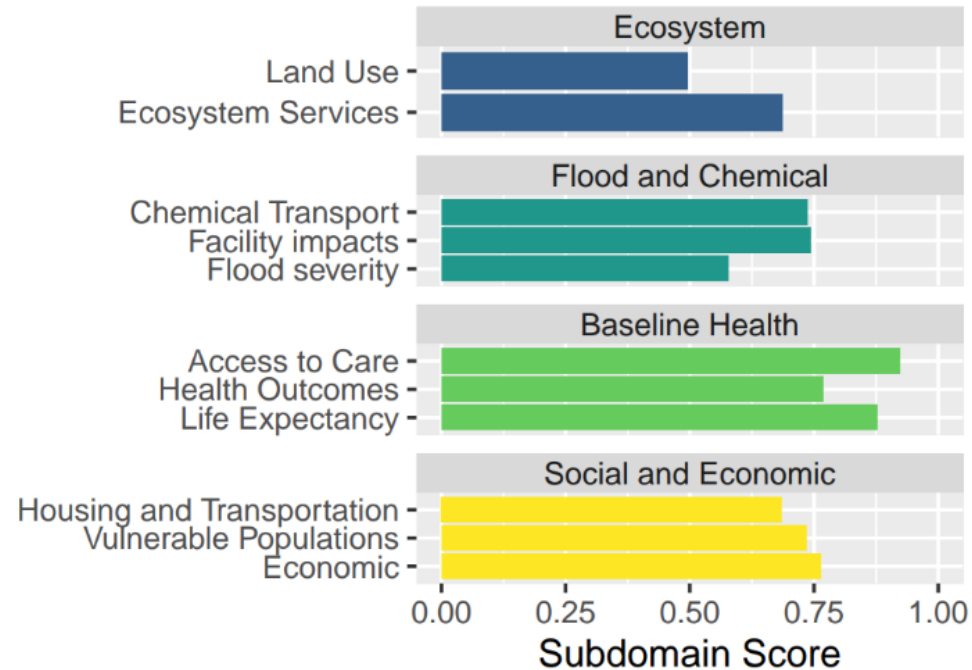 Ecosystem
Land Use
Ecosystem Services
Flood and Chemical
Chemical Transport
Facility impacts
Flood severity
Baseline Health
Access to Care
Health Outcomes
Life Expectancy
Social and Economic
Housing and Transportation
Vulnerable Populations
Economic
0.00 0.25 0.50 0.75 1.00
Subdomain Score